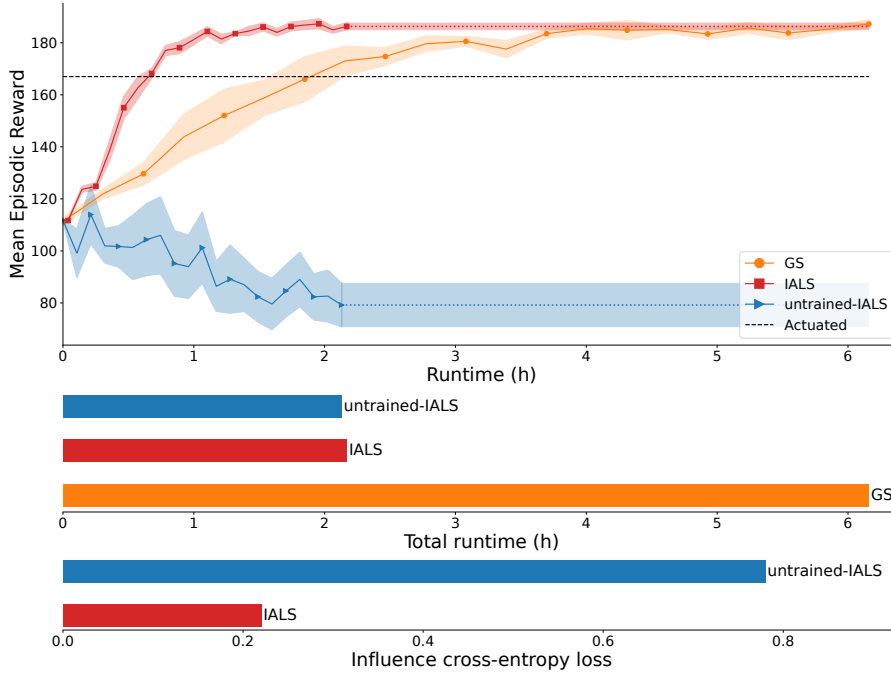 180
160
140
120
100
80
Mean Episodic Reward
GS
IALS
untrained-IALS
Actuated
0 1 2 3 4 5 6
Runtime (h)
untrained-IALS
IALS
GS
0 1 2 3 4 5 6
Total runtime (h)
untrained-IALS
IALS
0.0 0.2 0.4 0.6 0.8
Influence cross-entropy loss